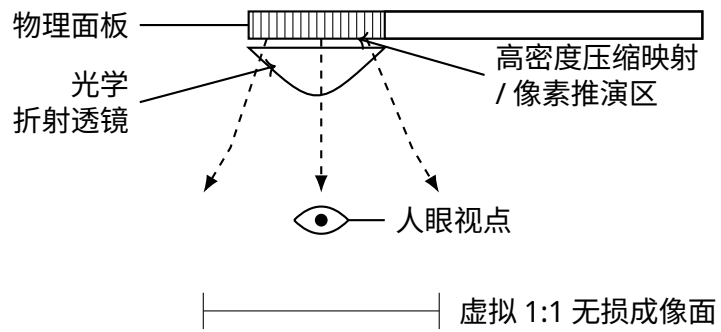 物理面板
光学
折射透镜
高密度压缩映射
/ 像素推演区
人眼视点
虚拟 1:1 无损成像面